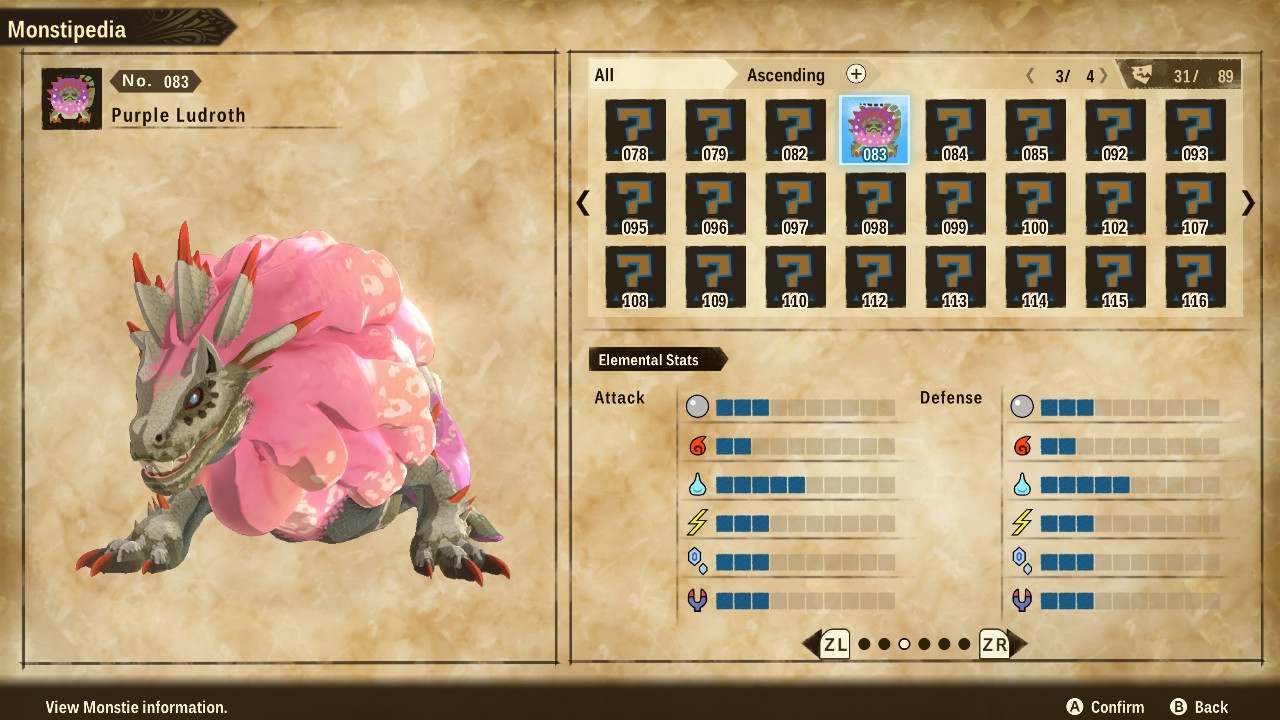 Monstipedia
No. 083
Purple Ludroth
All Ascending 3/ 4 31/ 89
078 079 082 083 084 085 092 093
095 096 097 098 099 100 102 107
108 109 110 112 113 114 115 116
Elemental Stats
Attack Defense
ZL ZR
View Monstie information. A Confirm B Back